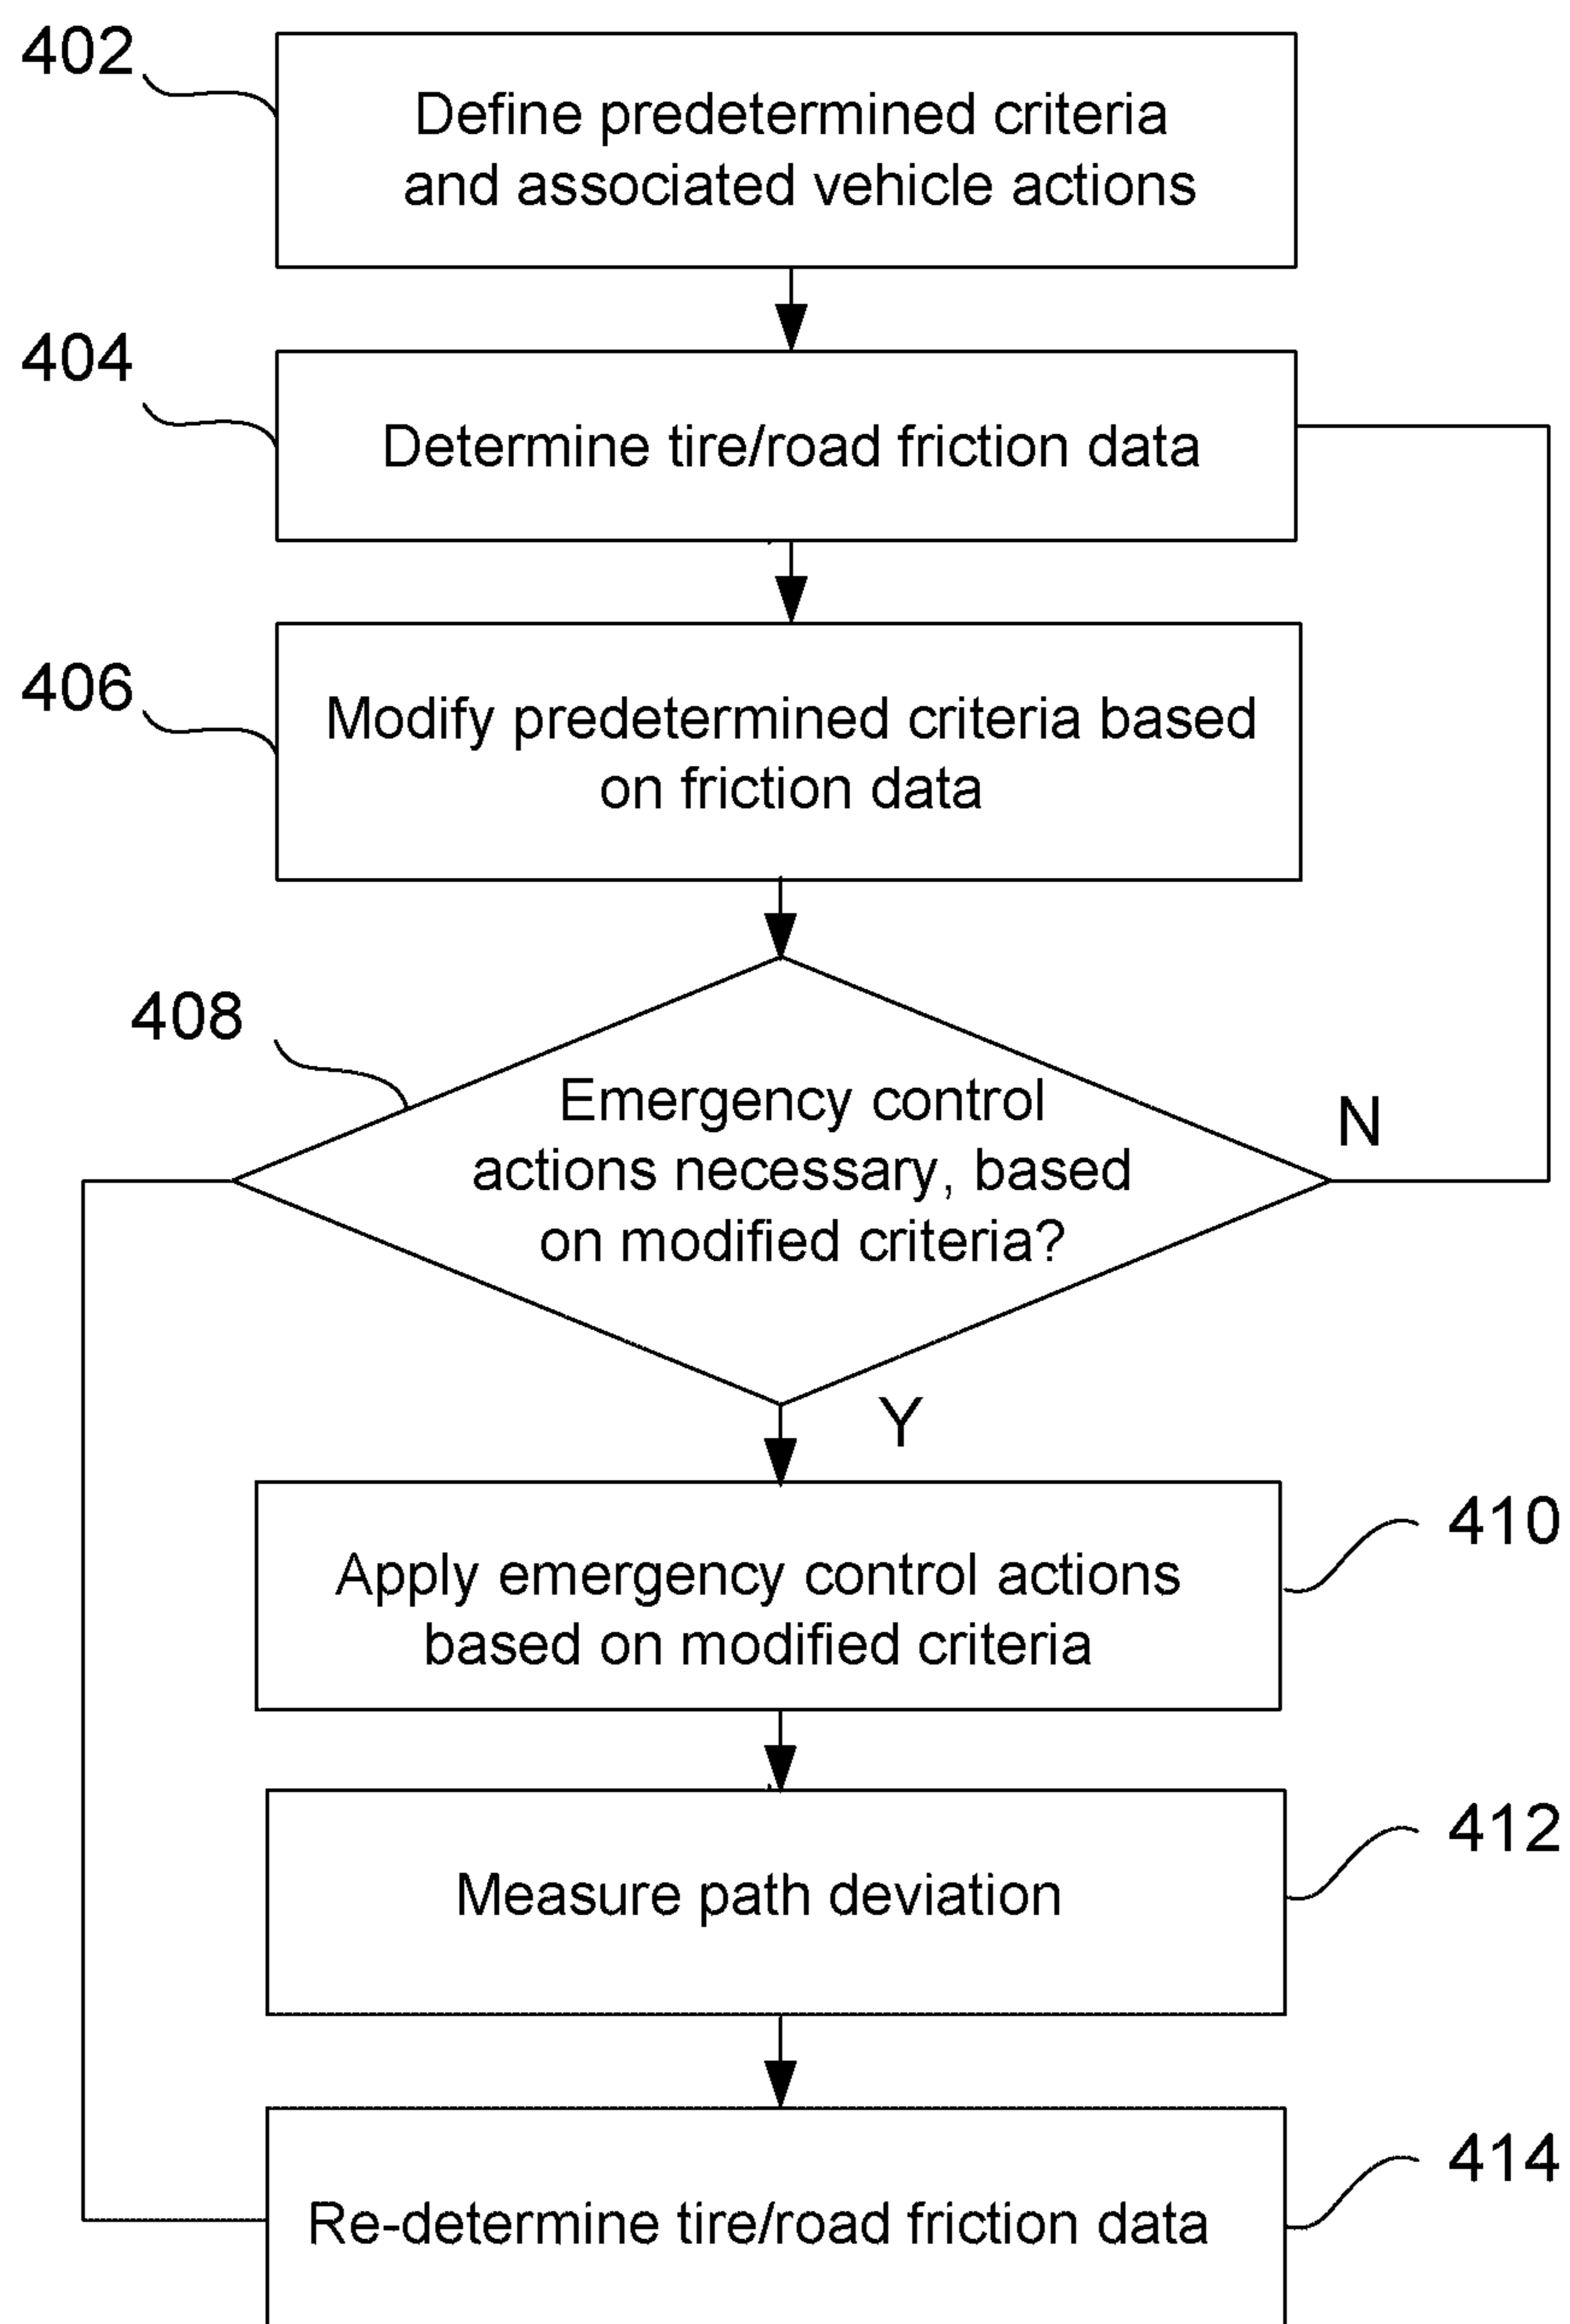 402
Define predetermined criteria
and associated vehicle actions
404
Determine tire/road friction data
406
Modify predetermined criteria based
on friction data
408
Emergency control
actions necessary, based
on modified criteria?
N
Y
410
Apply emergency control actions
based on modified criteria
412
Measure path deviation
414
Re-determine tire/road friction data